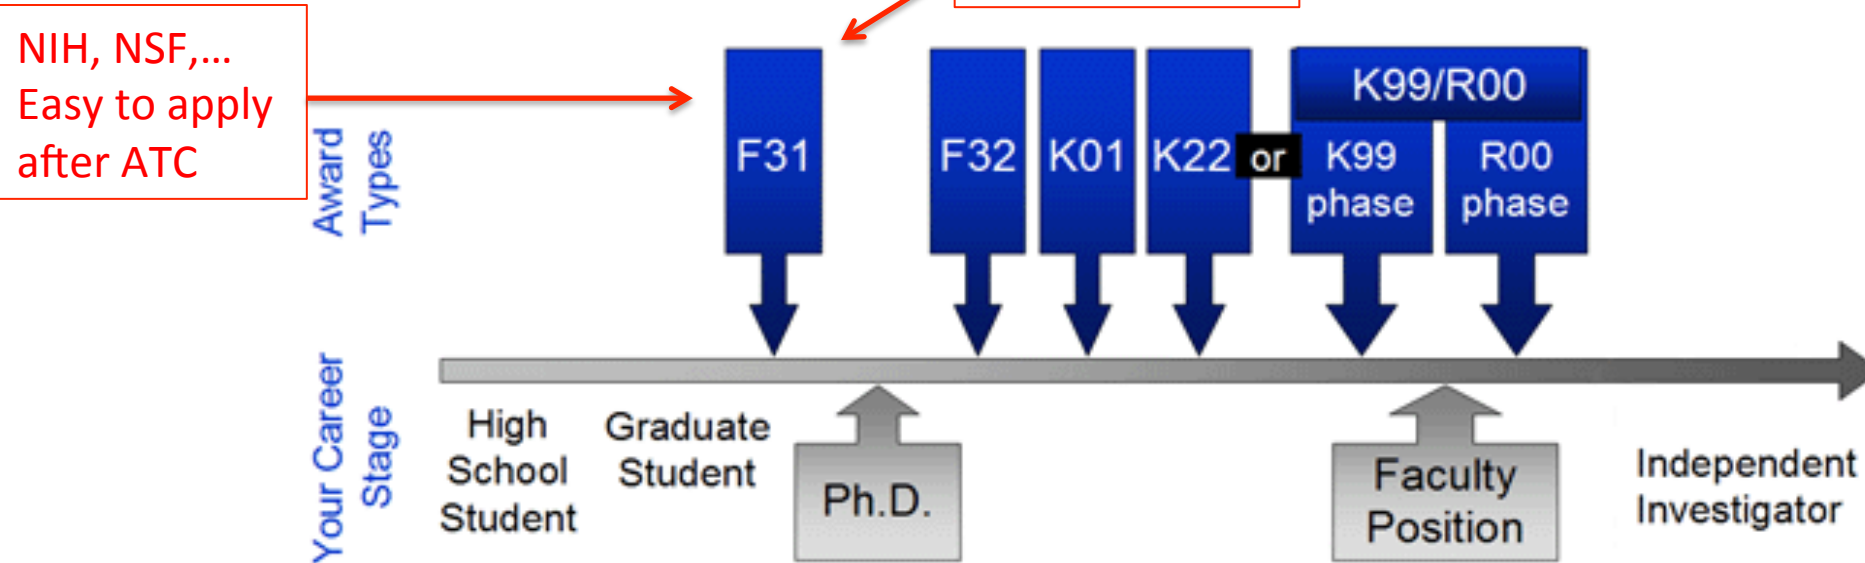 NIH, NSF,...
Easy to apply
after ATC
Award
Types
F31
F32
K01
K22
or
K99/R00
K99
phase
R00
phase
Your Career
Stage
High
School
Student
Graduate
Student
Ph.D.
Faculty
Position
Independent
Investigator